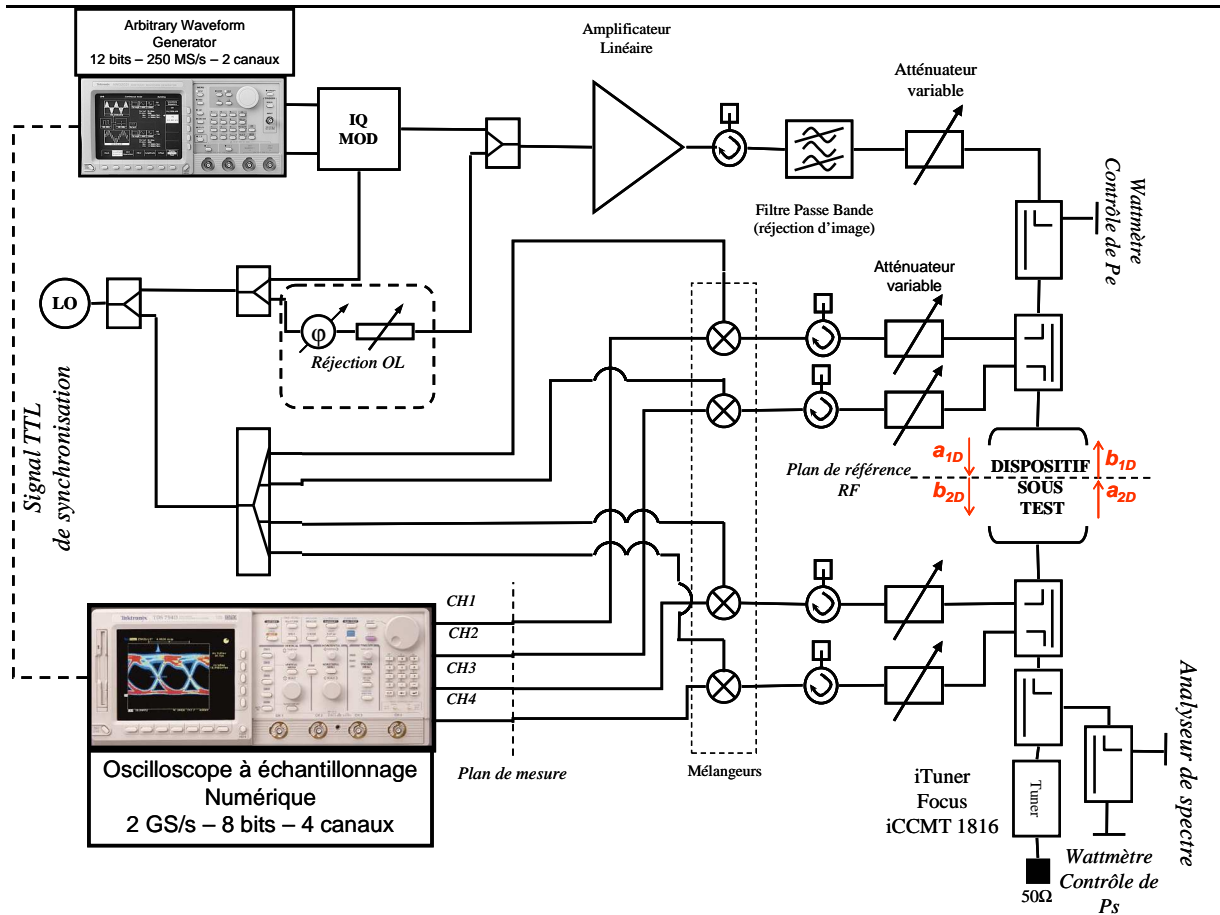 Arbitrary Waveform
Generator
12 bits – 250 MS/s – 2 canaux
Amplificateur
Linéaire
Atténuateur
variable
IQ
MOD
Filtre Passe Bande
(réjection d'image)
Wattmètre
Contrôle de Pe
Atténuateur
variable
LO
φ
Réjection OL
Signal TTL
de synchronisation
a1D
b1D
Plan de référence
RF
DISPOSITIF
SOUS
TEST
b2D
a2D
Tektronix
CH1
CH2
CH3
CH4
Plan de mesure
Mélangeurs
Oscilloscope à échantillonnage
Numérique
2 GS/s – 8 bits – 4 canaux
iTuner
Focus
iCCMT 1816
Tuner
50Ω
Wattmètre
Contrôle de
Ps
Analyseur de spectre